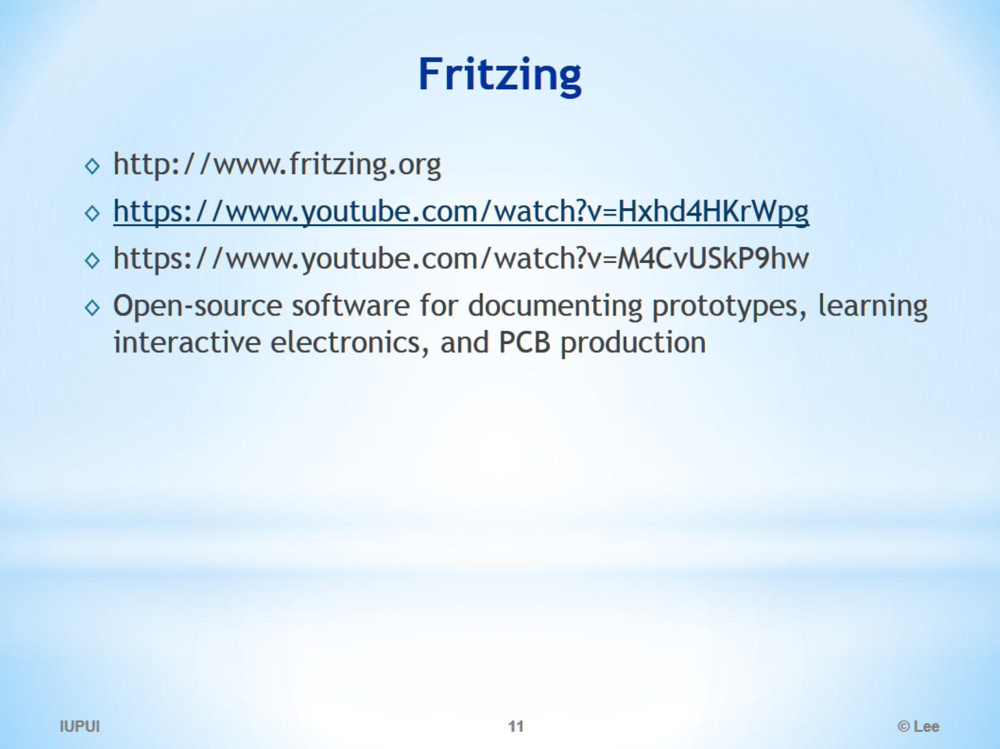 Fritzing
http://www.fritzing.org
https://www.youtube.com/watch?v=Hxhd4HKrWpg
https://www.youtube.com/watch?v=M4CvUSkP9hw
Open-source software for documenting prototypes, learning
interactive electronics, and PCB production
IUPUI
11
© Lee